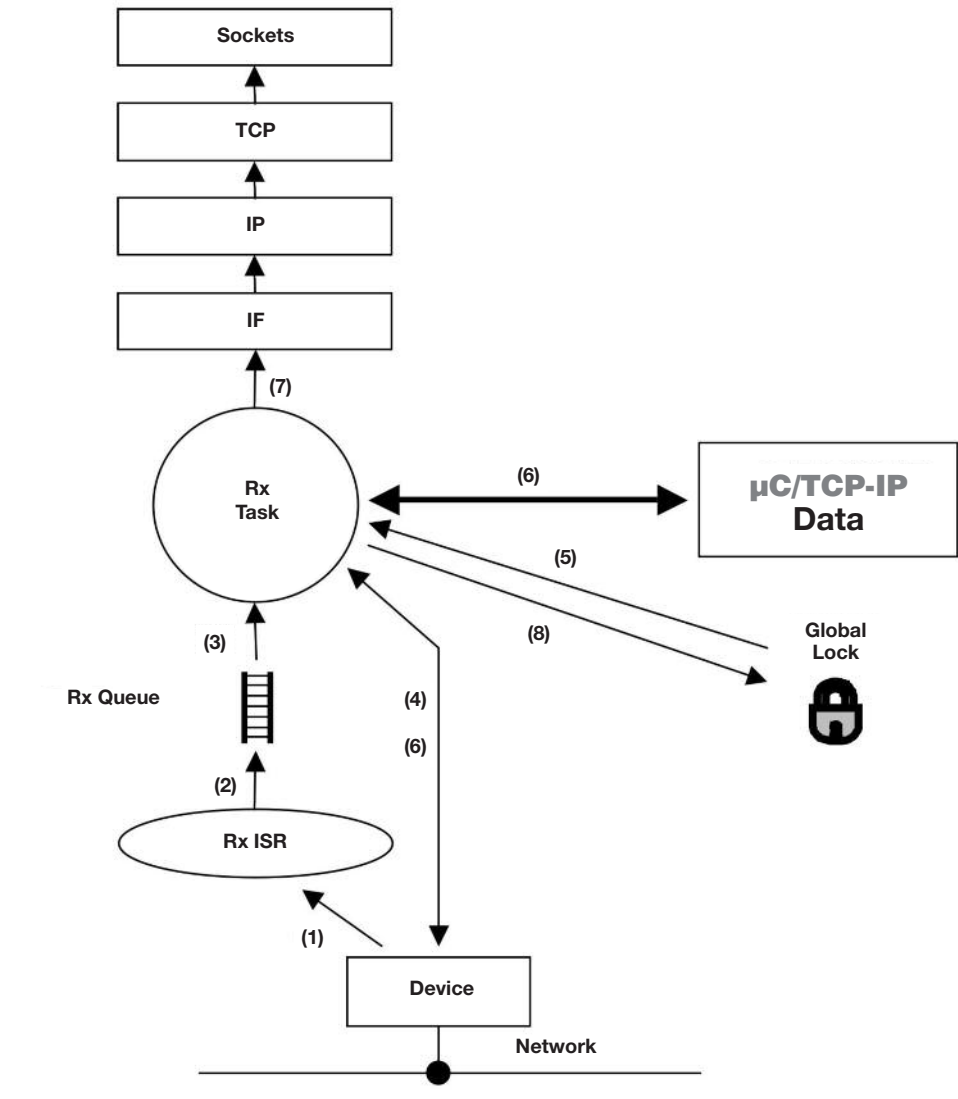 Sockets
TCP
IP
IF
(7)
Rx
Task
(6)
µC/TCP-IP
Data
(5)
(8)
Global
Lock
(3)
Rx Queue
(4)
(6)
(2)
Rx ISR
(1)
Device
Network